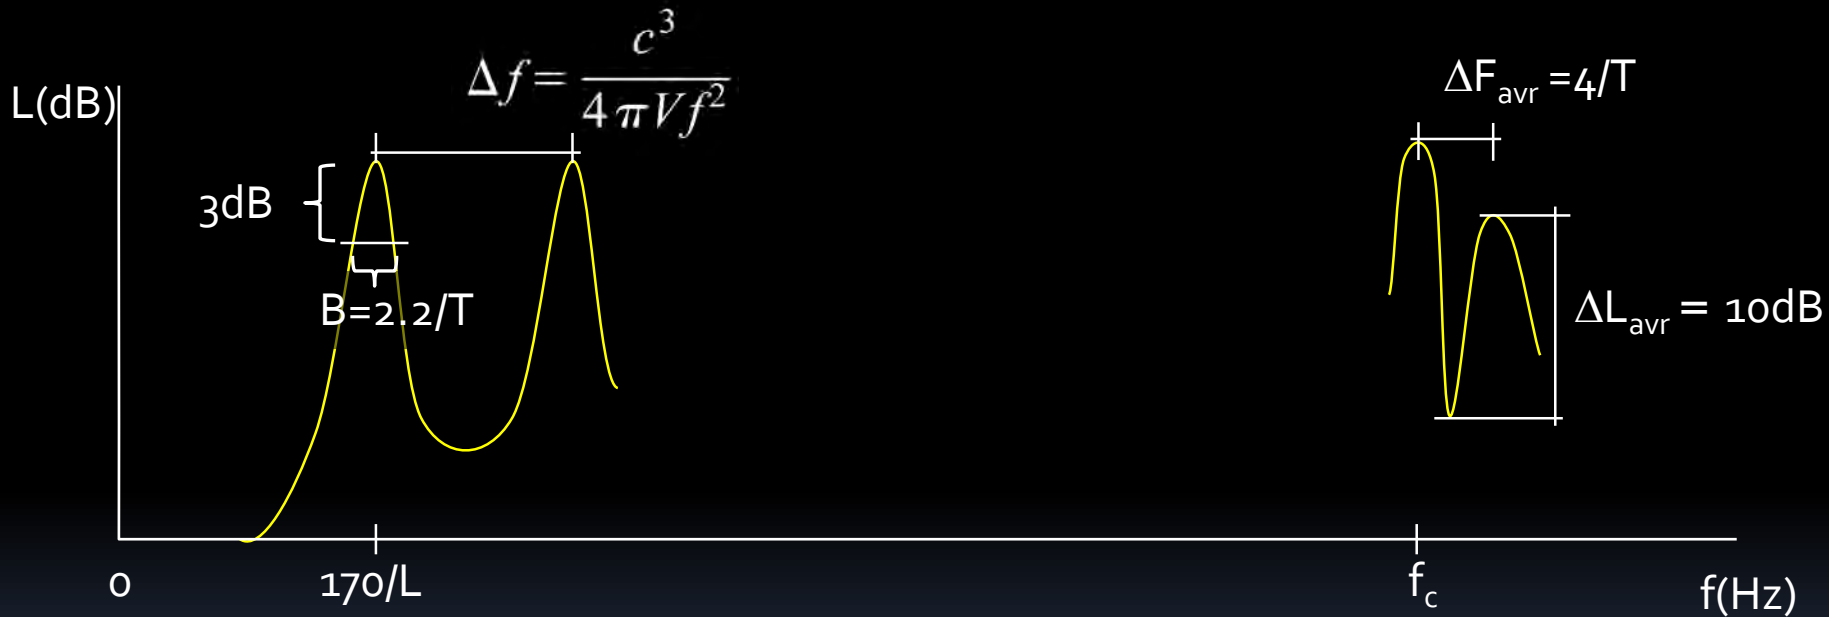 Δf = c³ / 4πVf²
ΔF_avr =4/T
L(dB)
3dB
B=2.2/T
ΔL_avr = 10dB
0
170/L
f_c
f(Hz)